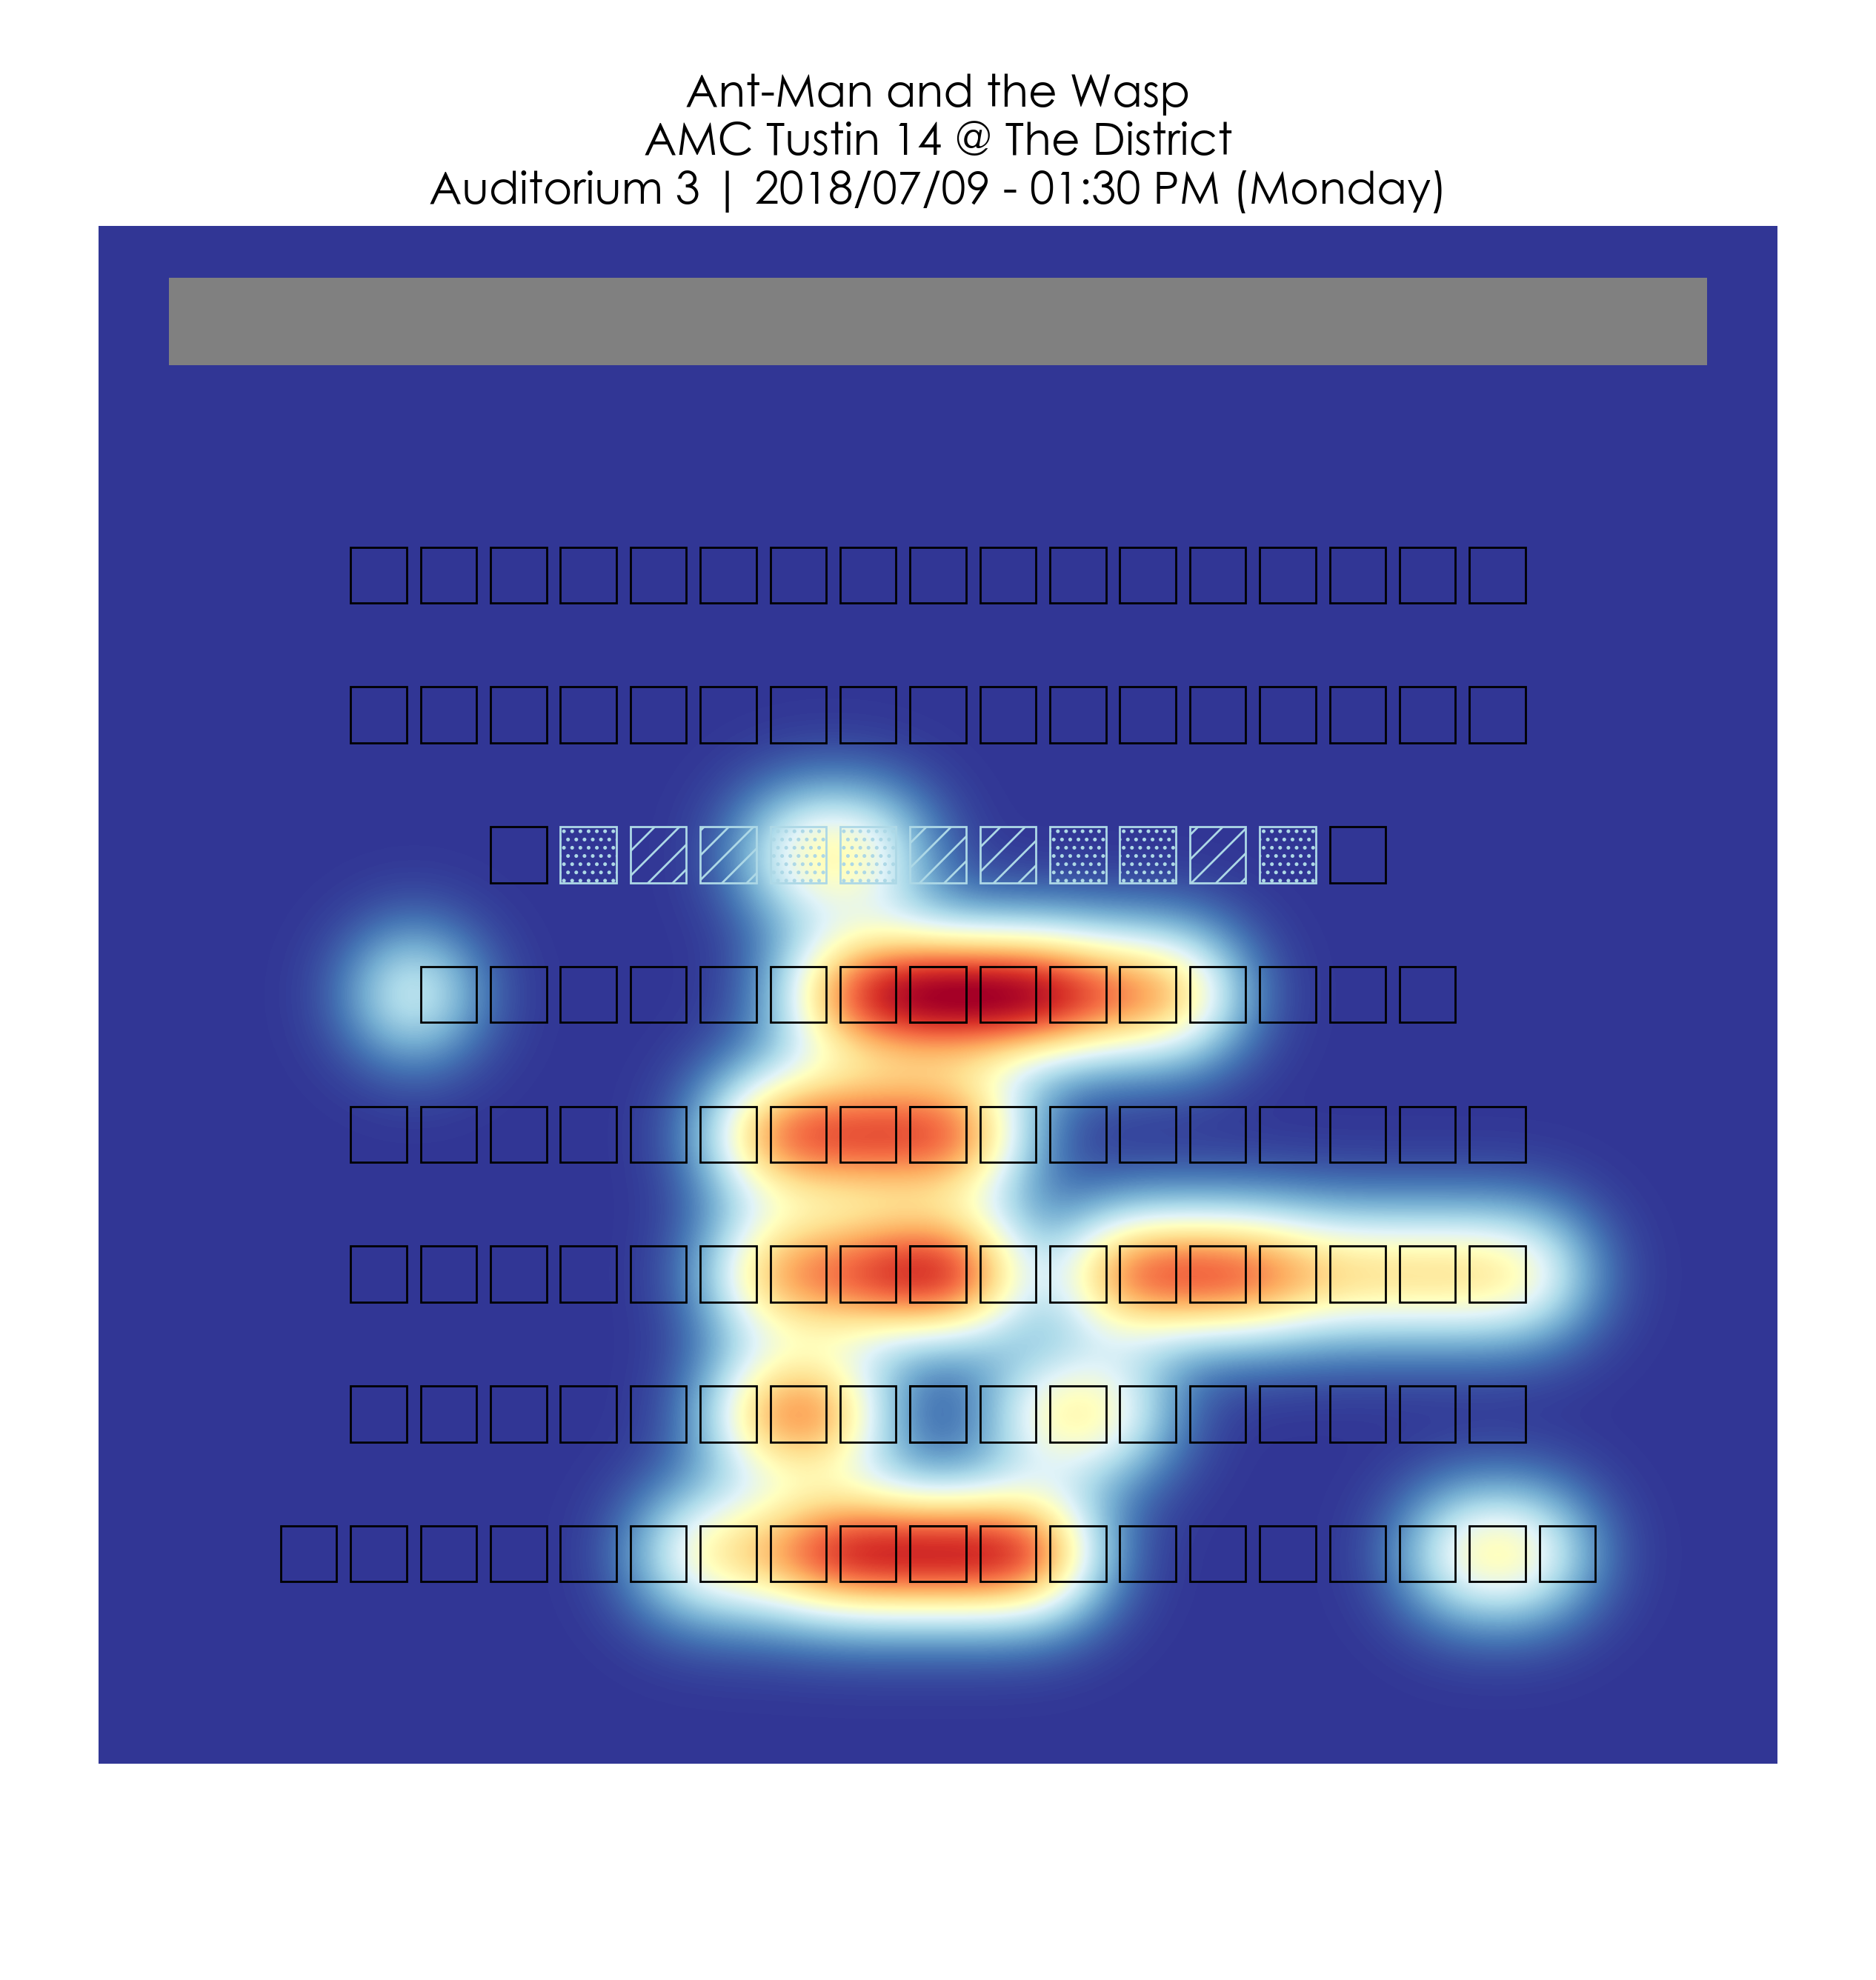 Ant-Man and the Wasp
AMC Tustin 14 @ The District
Auditorium 3 | 2018/07/09 - 01:30 PM (Monday)